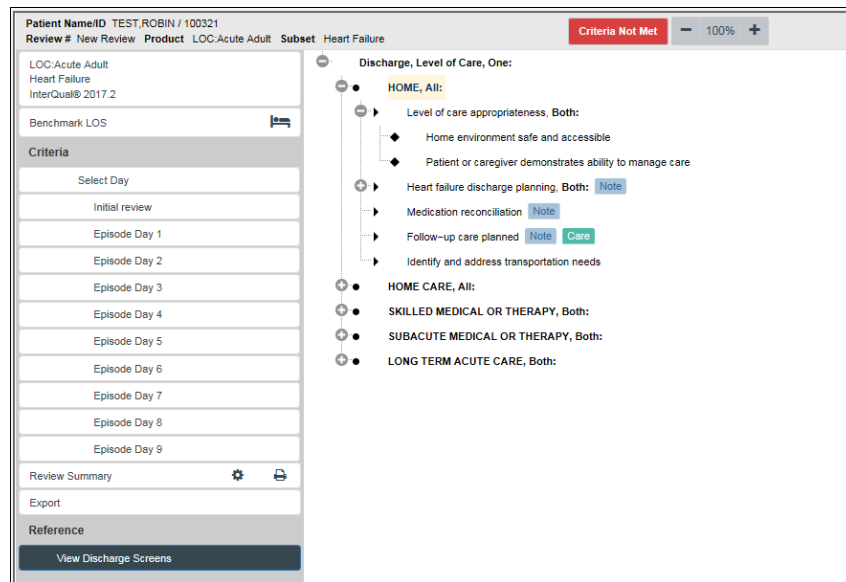 Patient Name/ID TEST,ROBIN / 100321
Review # New Review Product LOC:Acute Adult Subset Heart Failure
Criteria Not Met
100%
LOC:Acute Adult
Heart Failure
InterQual® 2017.2
Benchmark LOS
Criteria
Select Day
Initial review
Episode Day 1
Episode Day 2
Episode Day 3
Episode Day 4
Episode Day 5
Episode Day 6
Episode Day 7
Episode Day 8
Episode Day 9
Review Summary
Export
Reference
View Discharge Screens
Discharge, Level of Care, One:
HOME, All:
Level of care appropriateness, Both:
Home environment safe and accessible
Patient or caregiver demonstrates ability to manage care
Heart failure discharge planning, Both: Note
Medication reconciliation Note
Follow-up care planned Note Care
Identify and address transportation needs
HOME CARE, All:
SKILLED MEDICAL OR THERAPY, Both:
SUBACUTE MEDICAL OR THERAPY, Both:
LONG TERM ACUTE CARE, Both: